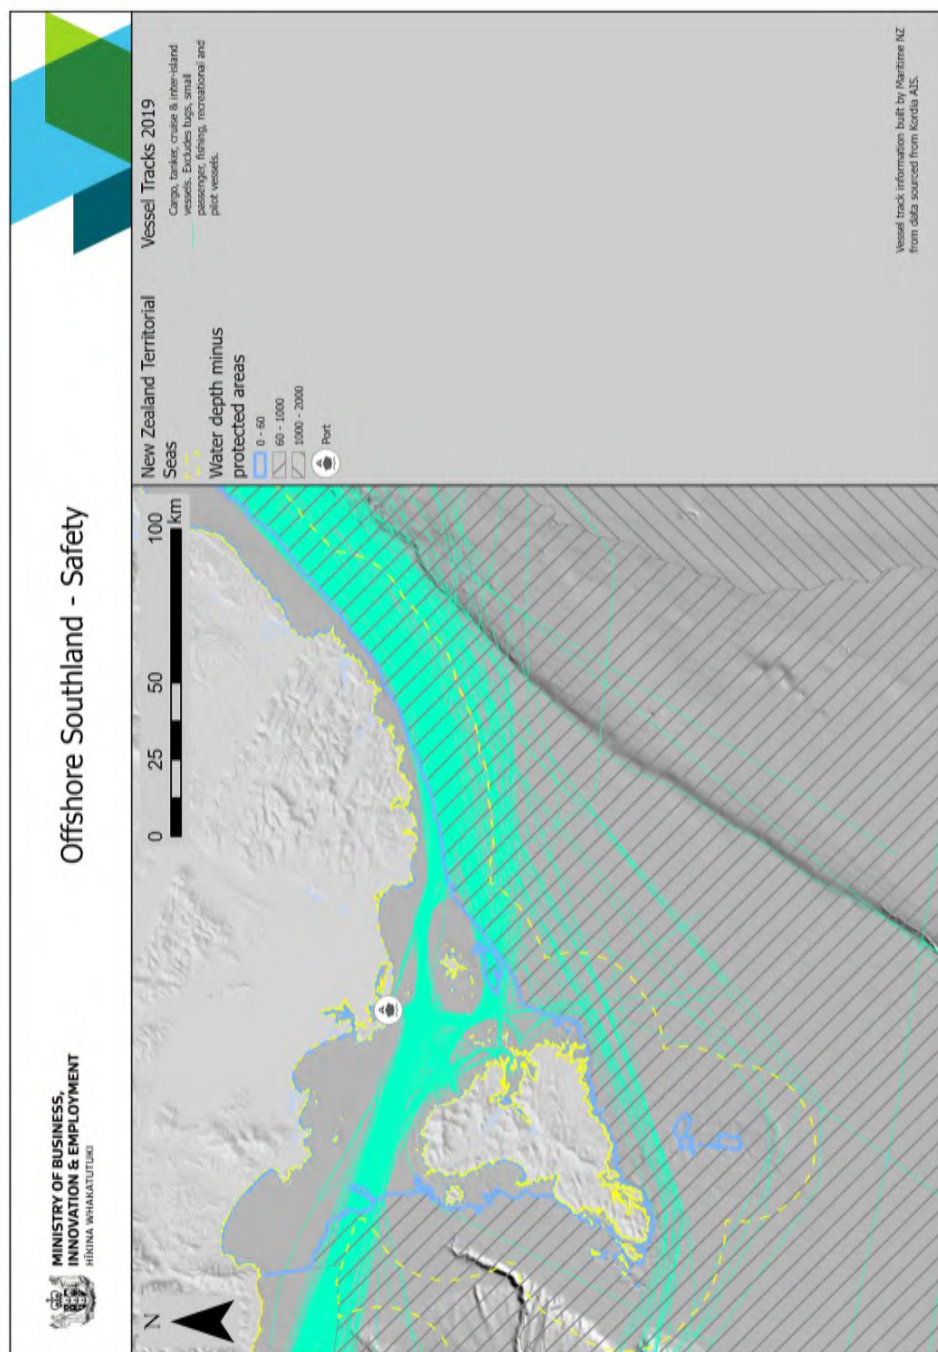 MINISTRY OF BUSINESS,
INNOVATION & EMPLOYMENT
HĪKINA WHAKATUTUKI
Offshore Southland - Safety
N
0
25
50
100
km
New Zealand Territorial
Seas
Water depth minus
protected areas
0 - 60
60 - 1000
1000 - 2000
Port
Vessel Tracks 2019
Cargo, tanker, cruise & inter-island
vessels. Excludes tugs, small
passenger, fishing, recreational and
pilot vessels.
Vessel track information built by Maritime NZ
from data sourced from Kordia AIS.